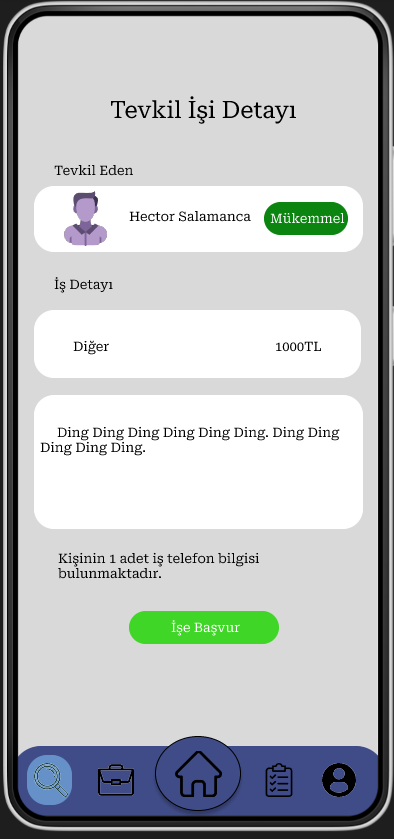 Tevkil İşi Detayı
Tevkil Eden
Hector Salamanca
Mükemmel
İş Detayı
Diğer
1000TL
Ding Ding Ding Ding Ding Ding. Ding Ding
Ding Ding Ding.
Kişinin 1 adet iş telefon bilgisi
bulunmaktadır.
İşe Başvur